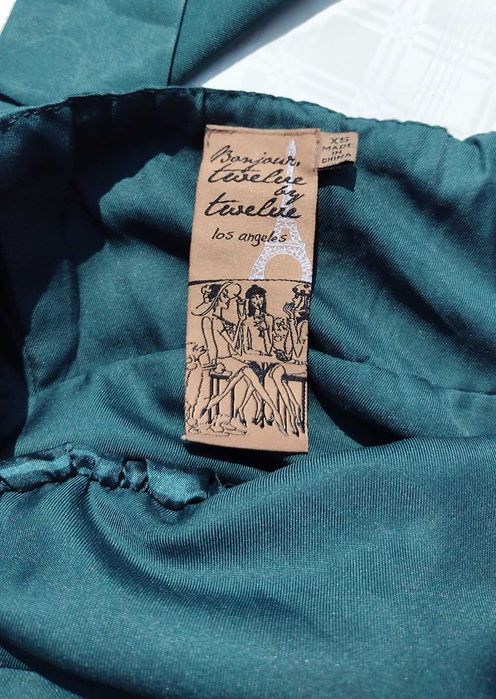 Bonjour,
twelve
by
twelve
los angeles
XS
MADE
IN
CHINA